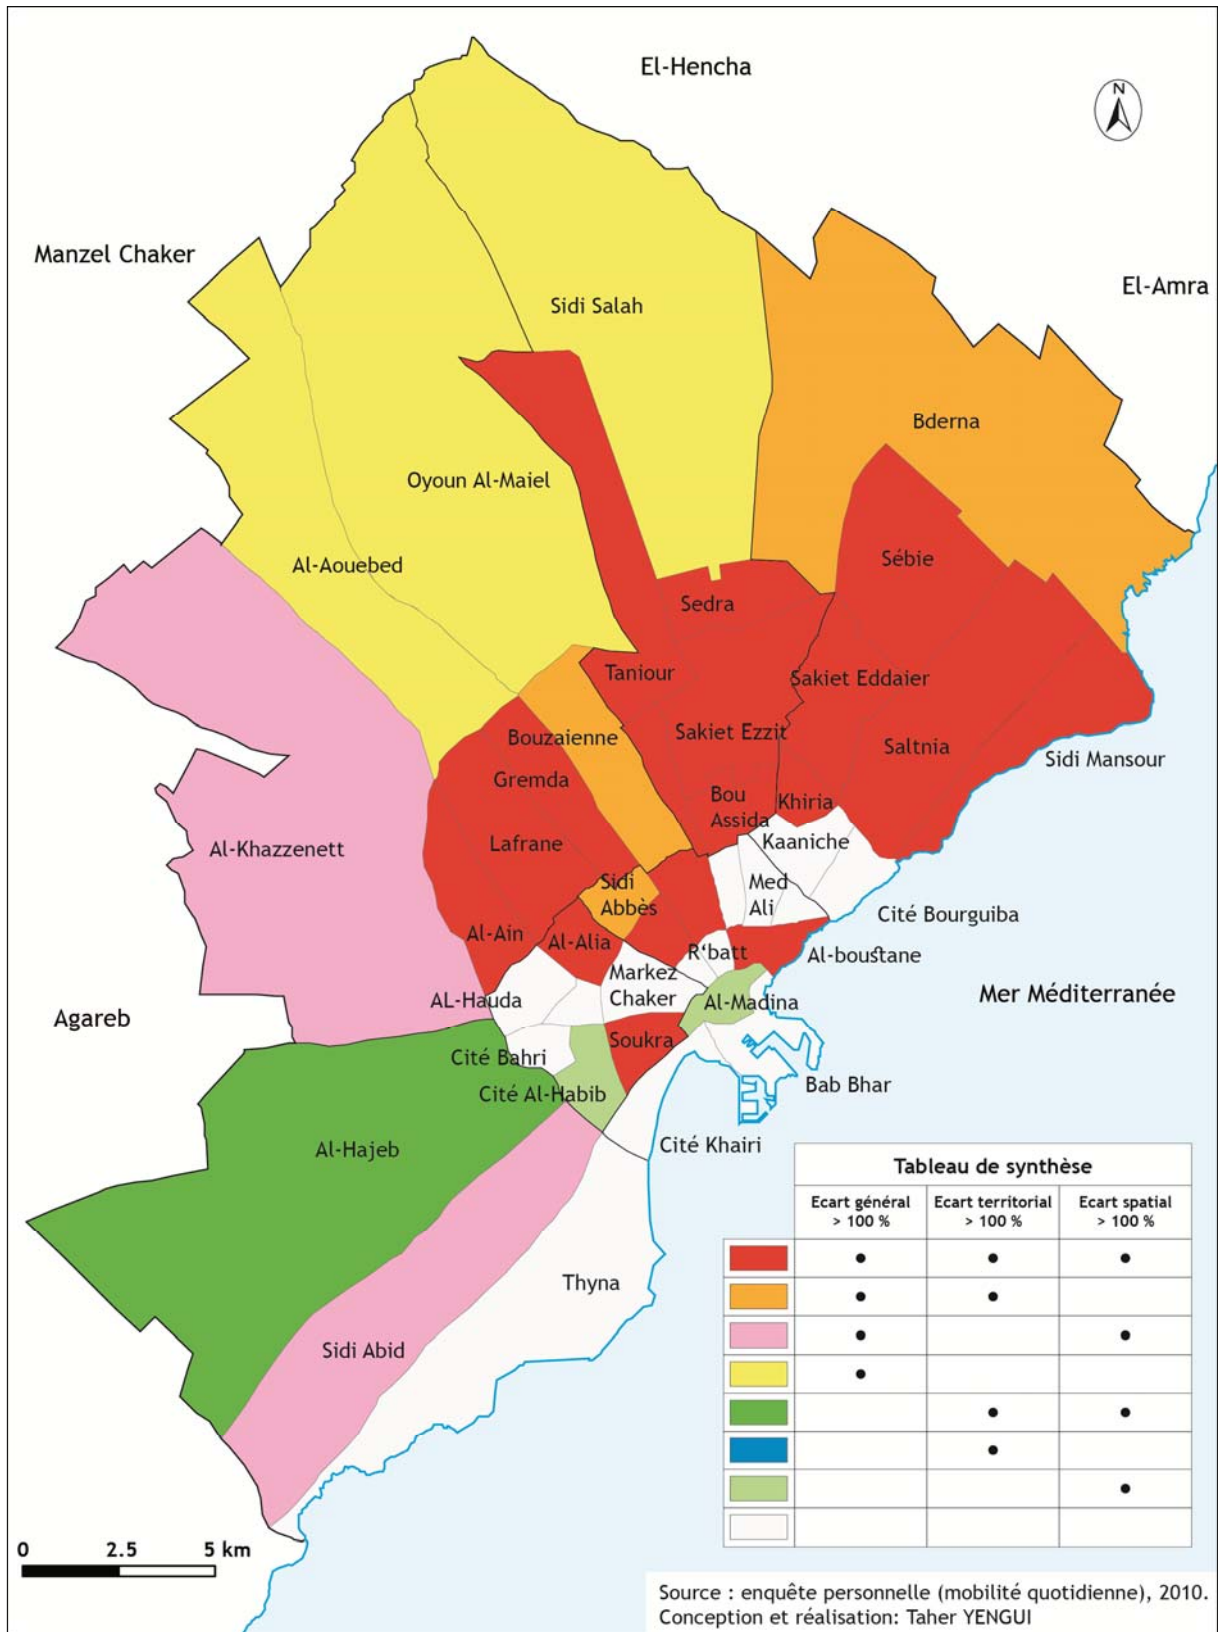 El-Hencha
N
Manzel Chaker
El-Amra
Sidi Salah
Bderna
Oyoun Al-Maiel
Sébie
Al-Aouebed
Sedra
Taniour
Sakiet Eddaier
Bouzaienne
Sakiet Ezzit
Saltnia
Sidi Mansour
Gremda
Bou
Assida
Khiria
Kaaniche
Lafrane
Al-Khazzenett
Sidi
Abbès
Med
Ali
Cité Bourguiba
Al-Ain
Al-Alia
R'batt
Al-boustane
Markez
Chaker
AL-Hauda
Al-Madina
Mer Méditerranée
Agareb
Soukra
Cité Bahri
Cité Al-Habib
Bab Bhar
Al-Hajeb
Cité Khairi
Thyna
Sidi Abid
Tableau de synthèse
Ecart général
> 100 %
Ecart territorial
> 100 %
Ecart spatial
> 100 %
0 2.5 5 km
Source : enquête personnelle (mobilité quotidienne), 2010.
Conception et réalisation: Taher YENGUI